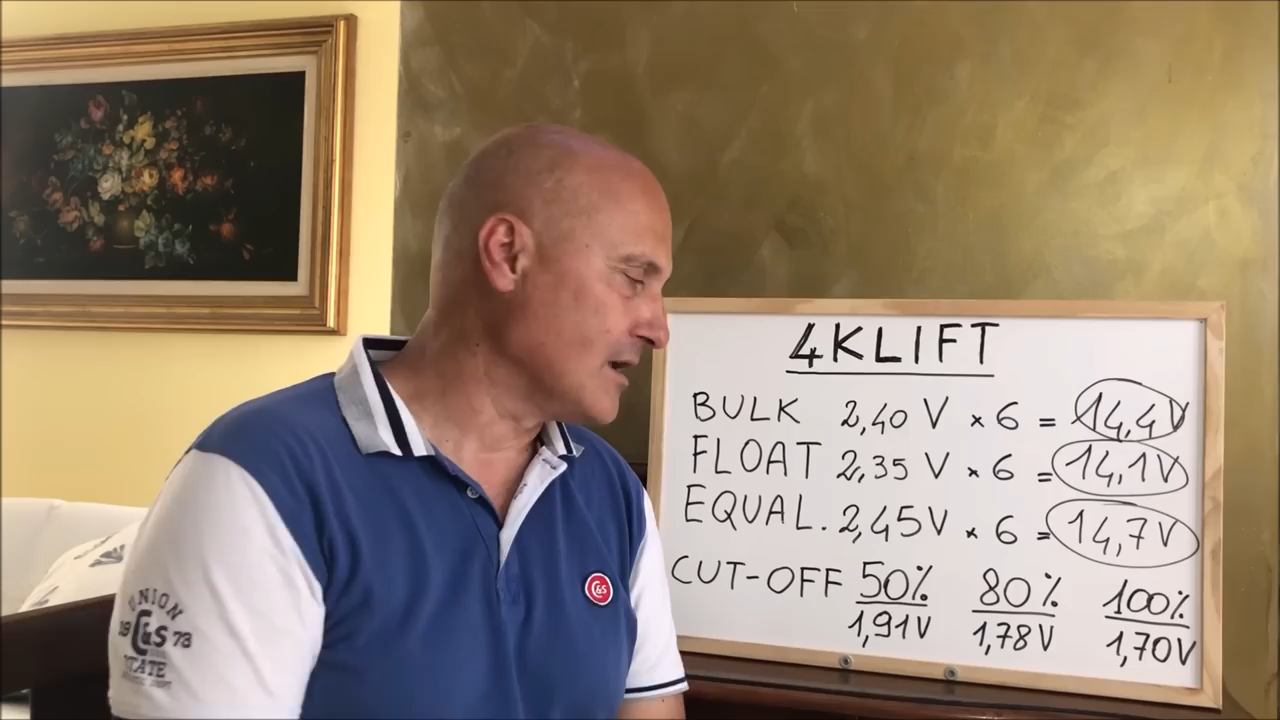 4KLIFT
BULK 2,40 V × 6 = 14,4V
FLOAT 2,35 V × 6 = 14,1V
EQUAL. 2,45V × 6 = 14,7V
CUT-OFF 50% 80% 100%
1,91V 1,78V 1,70V
C&S
UNION
19 C&S 73
STATE